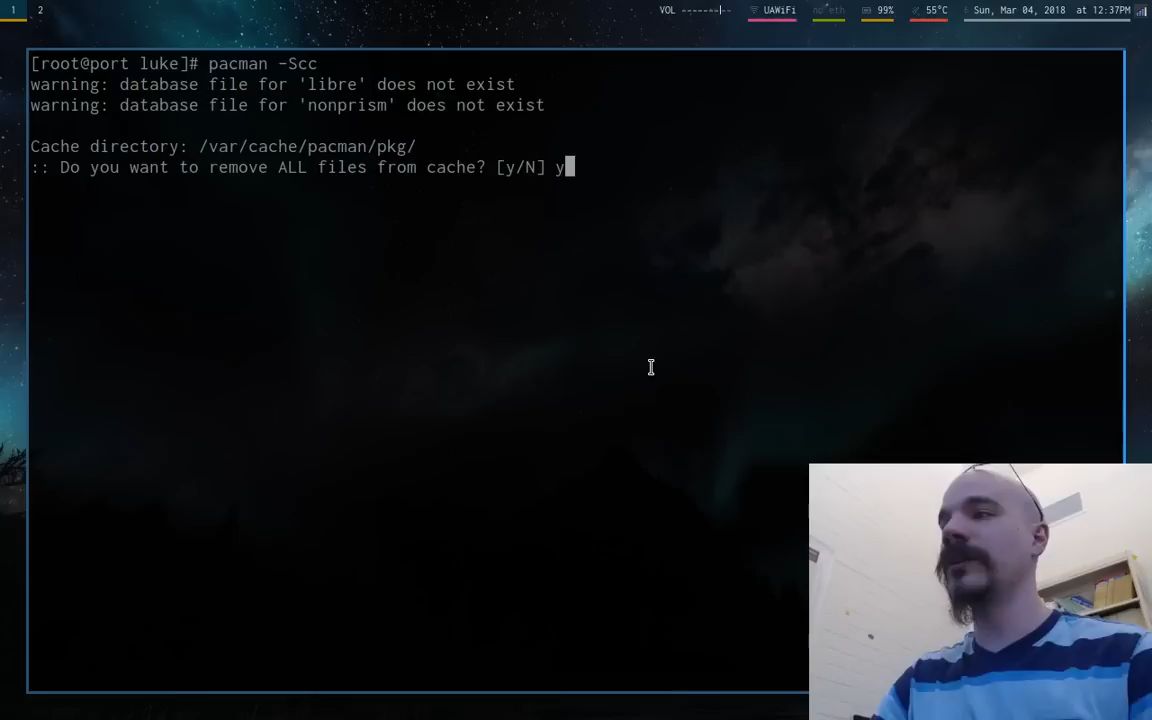 1 2 VOL UAWiFi no eth 99% 55°C Sun, Mar 04, 2018 at 12:37PM
[root@port luke]# pacman -Scc
warning: database file for 'libre' does not exist
warning: database file for 'nonprism' does not exist
Cache directory: /var/cache/pacman/pkg/
:: Do you want to remove ALL files from cache? [y/N] y